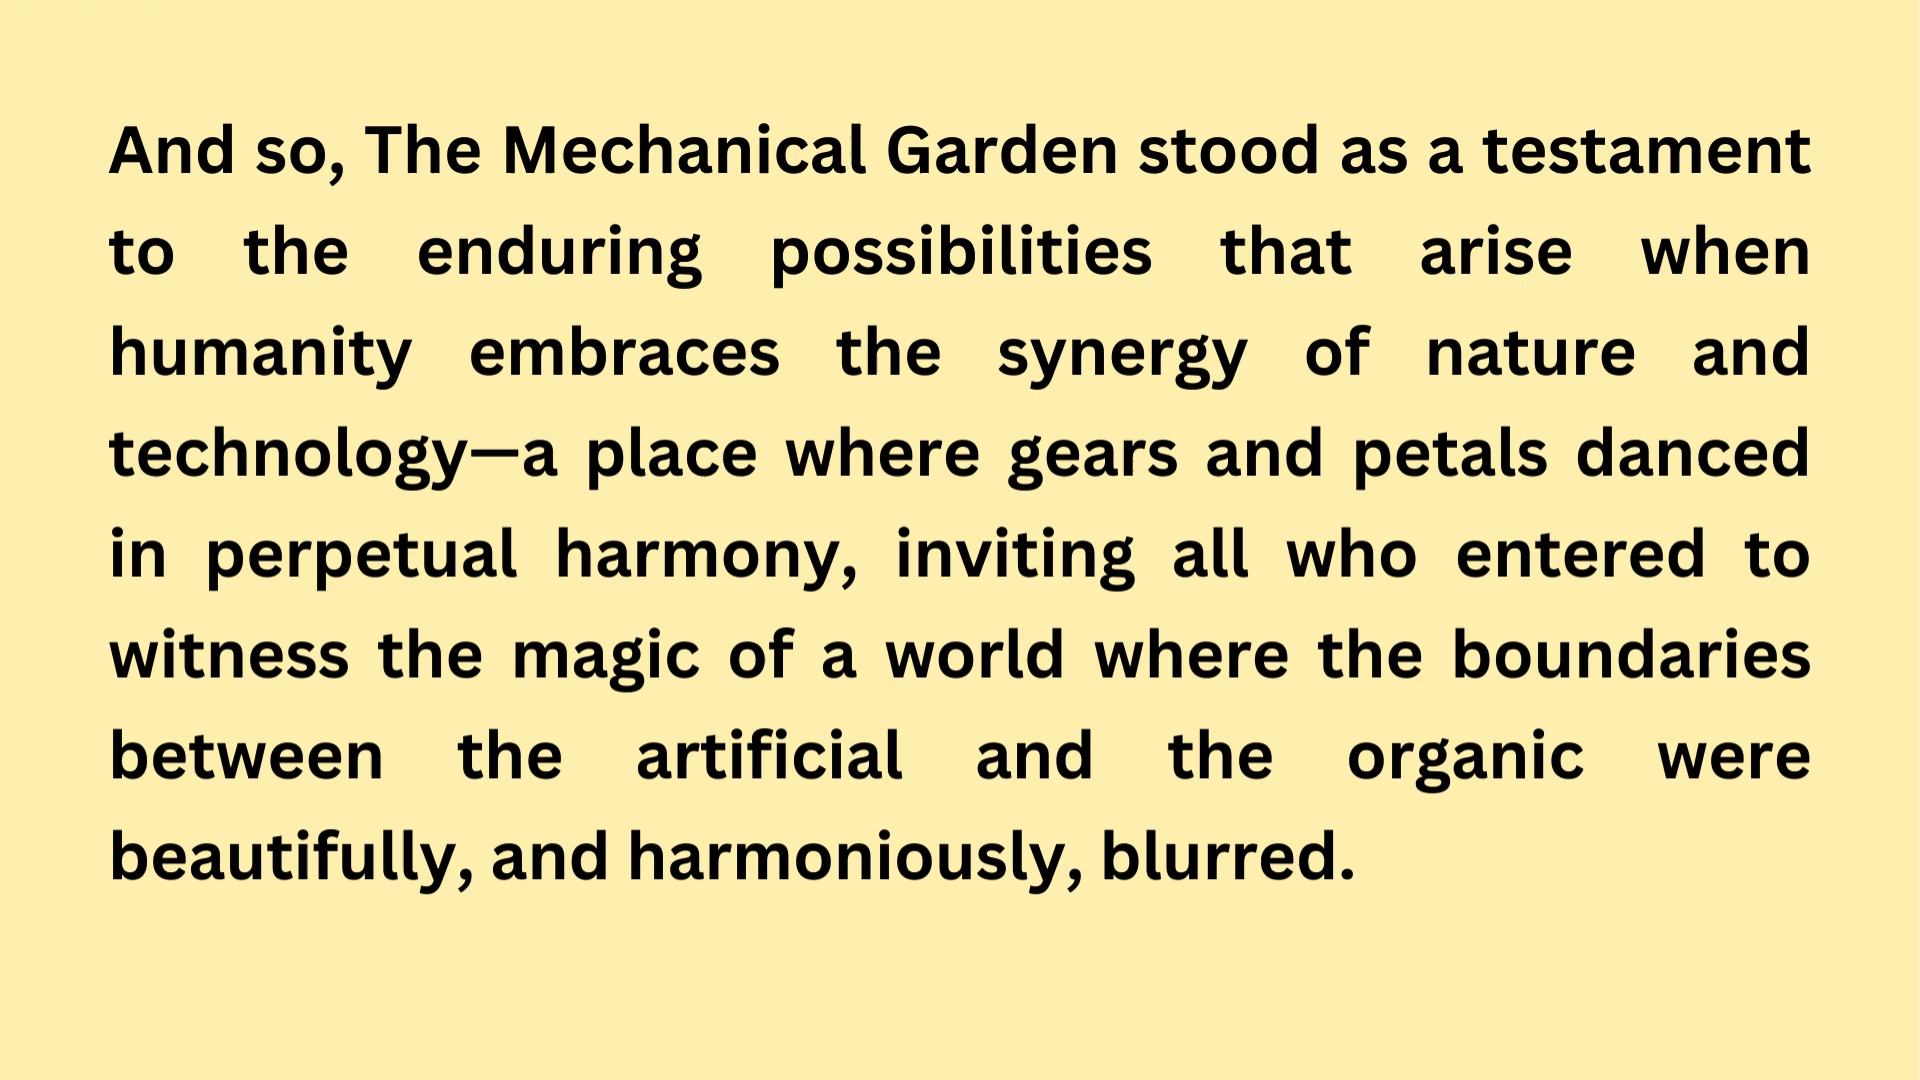 And so, The Mechanical Garden stood as a testament
to the enduring possibilities that arise when
humanity embraces the synergy of nature and
technology—a place where gears and petals danced
in perpetual harmony, inviting all who entered to
witness the magic of a world where the boundaries
between the artificial and the organic were
beautifully, and harmoniously, blurred.